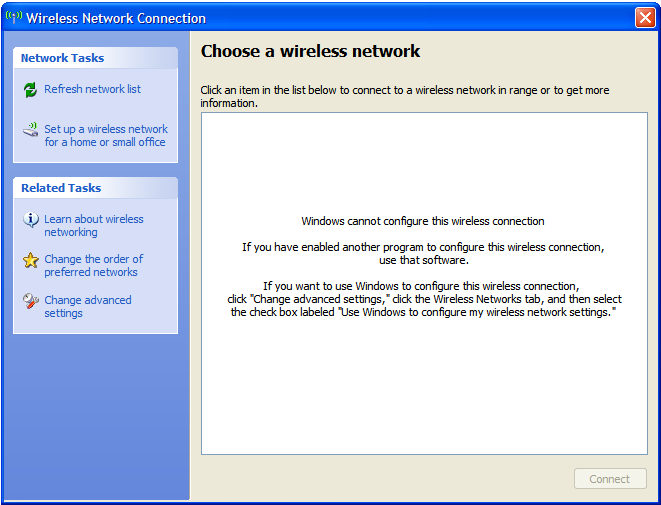 Wireless Network Connection
Network Tasks
Refresh network list
Set up a wireless network
for a home or small office
Related Tasks
Learn about wireless
networking
Change the order of
preferred networks
Change advanced
settings
Choose a wireless network
Click an item in the list below to connect to a wireless network in range or to get more
information.
Windows cannot configure this wireless connection
If you have enabled another program to configure this wireless connection,
use that software.
If you want to use Windows to configure this wireless connection,
click "Change advanced settings," click the Wireless Networks tab, and then select
the check box labeled "Use Windows to configure my wireless network settings."
Connect